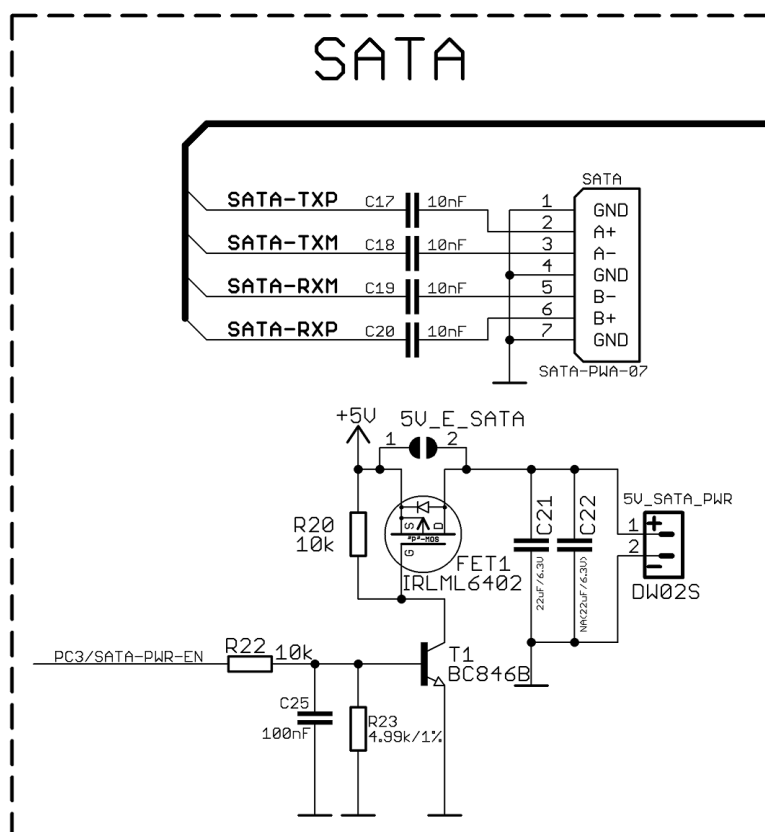 SATA
SATA
SATA-TXP C17 10nF 1 GND
2 A+
SATA-TXM C18 10nF 3 A-
4 GND
SATA-RXM C19 10nF 5 B-
6 B+
SATA-RXP C20 10nF 7 GND
SATA-PWA-07
+5V 5V_E_SATA
1 2
5V_SATA_PWR
R20
10k
S D
"P"-MOS
G
FET1
IRLML6402
C21
22uF/6.3V
C22
NA(22uF/6.3V)
1 +
2 -
DW02S
PC3/SATA-PWR-EN R22 10k
T1
BC846B
C25
100nF
R23
4.99k/1%